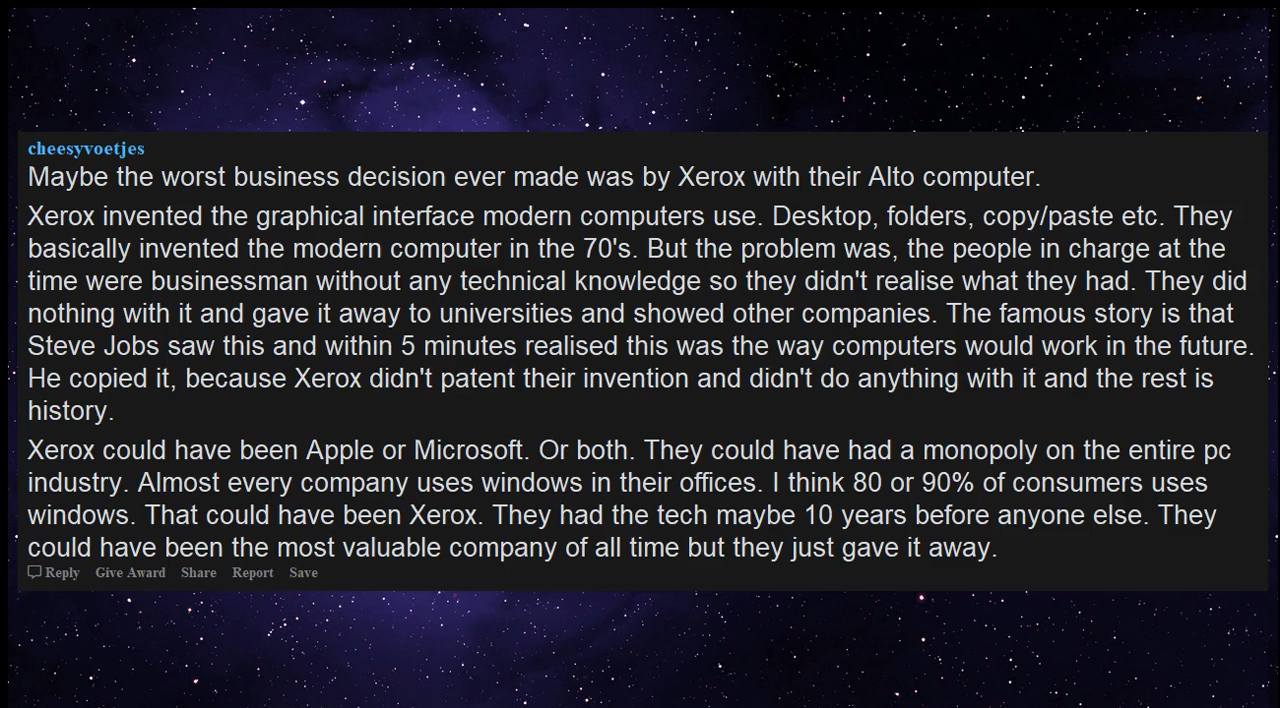 cheesyvoetjes
Maybe the worst business decision ever made was by Xerox with their Alto computer.
Xerox invented the graphical interface modern computers use. Desktop, folders, copy/paste etc. They
basically invented the modern computer in the 70's. But the problem was, the people in charge at the
time were businessman without any technical knowledge so they didn't realise what they had. They did
nothing with it and gave it away to universities and showed other companies. The famous story is that
Steve Jobs saw this and within 5 minutes realised this was the way computers would work in the future.
He copied it, because Xerox didn't patent their invention and didn't do anything with it and the rest is
history.
Xerox could have been Apple or Microsoft. Or both. They could have had a monopoly on the entire pc
industry. Almost every company uses windows in their offices. I think 80 or 90% of consumers uses
windows. That could have been Xerox. They had the tech maybe 10 years before anyone else. They
could have been the most valuable company of all time but they just gave it away.
Reply Give Award Share Report Save